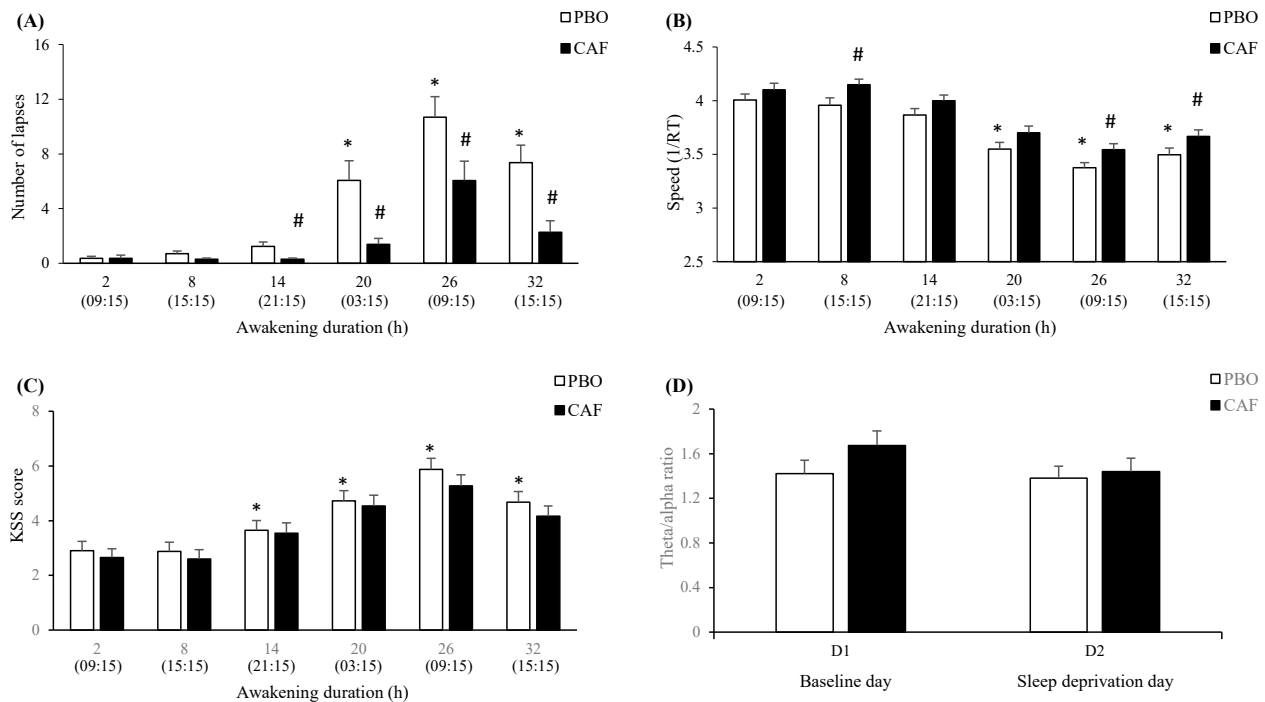 (A)
PBO
CAF
Number of lapses
16
12
8
4
0
*
*
*
#
#
#
#
2 8 14 20 26 32
(09:15) (15:15) (21:15) (03:15) (09:15) (15:15)
Awakening duration (h)
(B)
PBO
CAF
Speed (1/RT)
4.5
4
3.5
3
2.5
#
*
*
#
*
#
2 8 14 20 26 32
(09:15) (15:15) (21:15) (03:15) (09:15) (15:15)
Awakening duration (h)
(C)
PBO
CAF
KSS score
8
6
4
2
0
*
*
*
*
2 8 14 20 26 32
(09:15) (15:15) (21:15) (03:15) (09:15) (15:15)
Awakening duration (h)
(D)
PBO
CAF
Theta/alpha ratio
2
1.6
1.2
0.8
0.4
0
D1 D2
Baseline day Sleep deprivation day